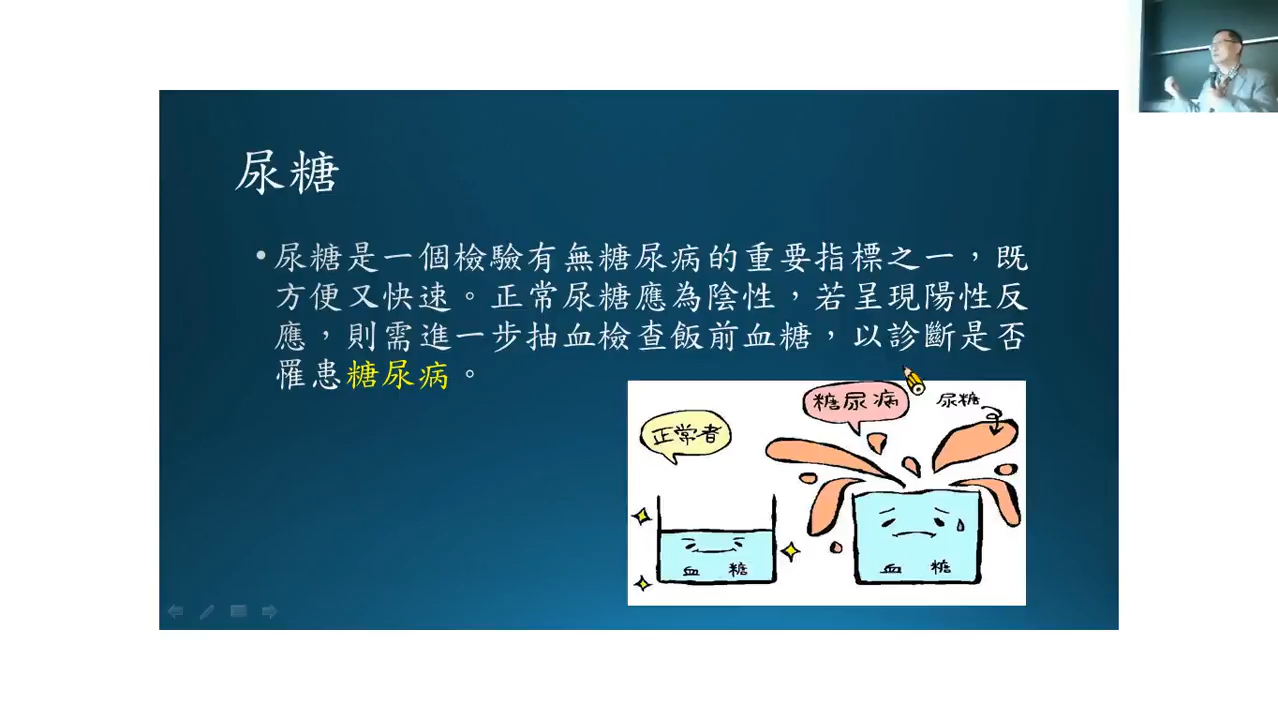 尿糖
•尿糖是一個檢驗有無糖尿病的重要指標之一，既
方便又快速。正常尿糖應為陰性，若呈現陽性反
應，則需進一步抽血檢查飯前血糖，以診斷是否
罹患糖尿病。
糖尿病
尿糖
正常者
血 糖
血 糖